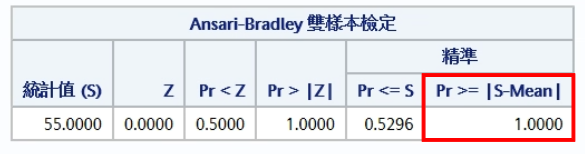 Ansari-Bradley 雙樣本檢定
精準
統計值 (S) Z Pr < Z Pr > |Z| Pr <= S Pr >= |S-Mean|
55.0000 0.0000 0.5000 1.0000 0.5296 1.0000